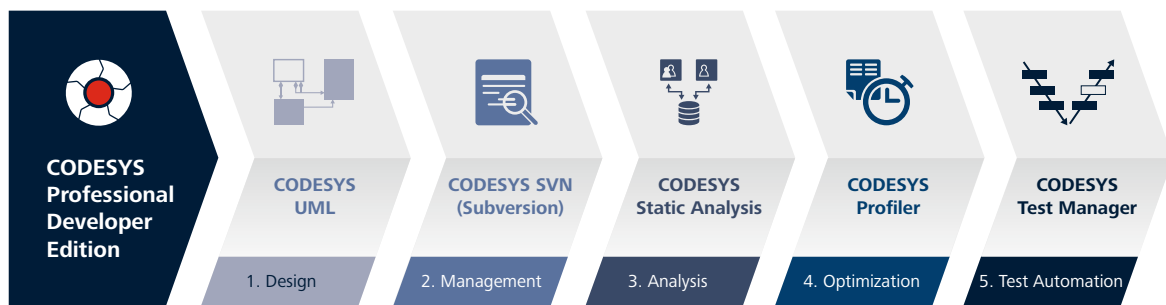 CODESYS
Professional
Developer
Edition
CODESYS
UML
1. Design
CODESYS SVN
(Subversion)
2. Management
CODESYS
Static Analysis
3. Analysis
CODESYS
Profiler
4. Optimization
CODESYS
Test Manager
5. Test Automation